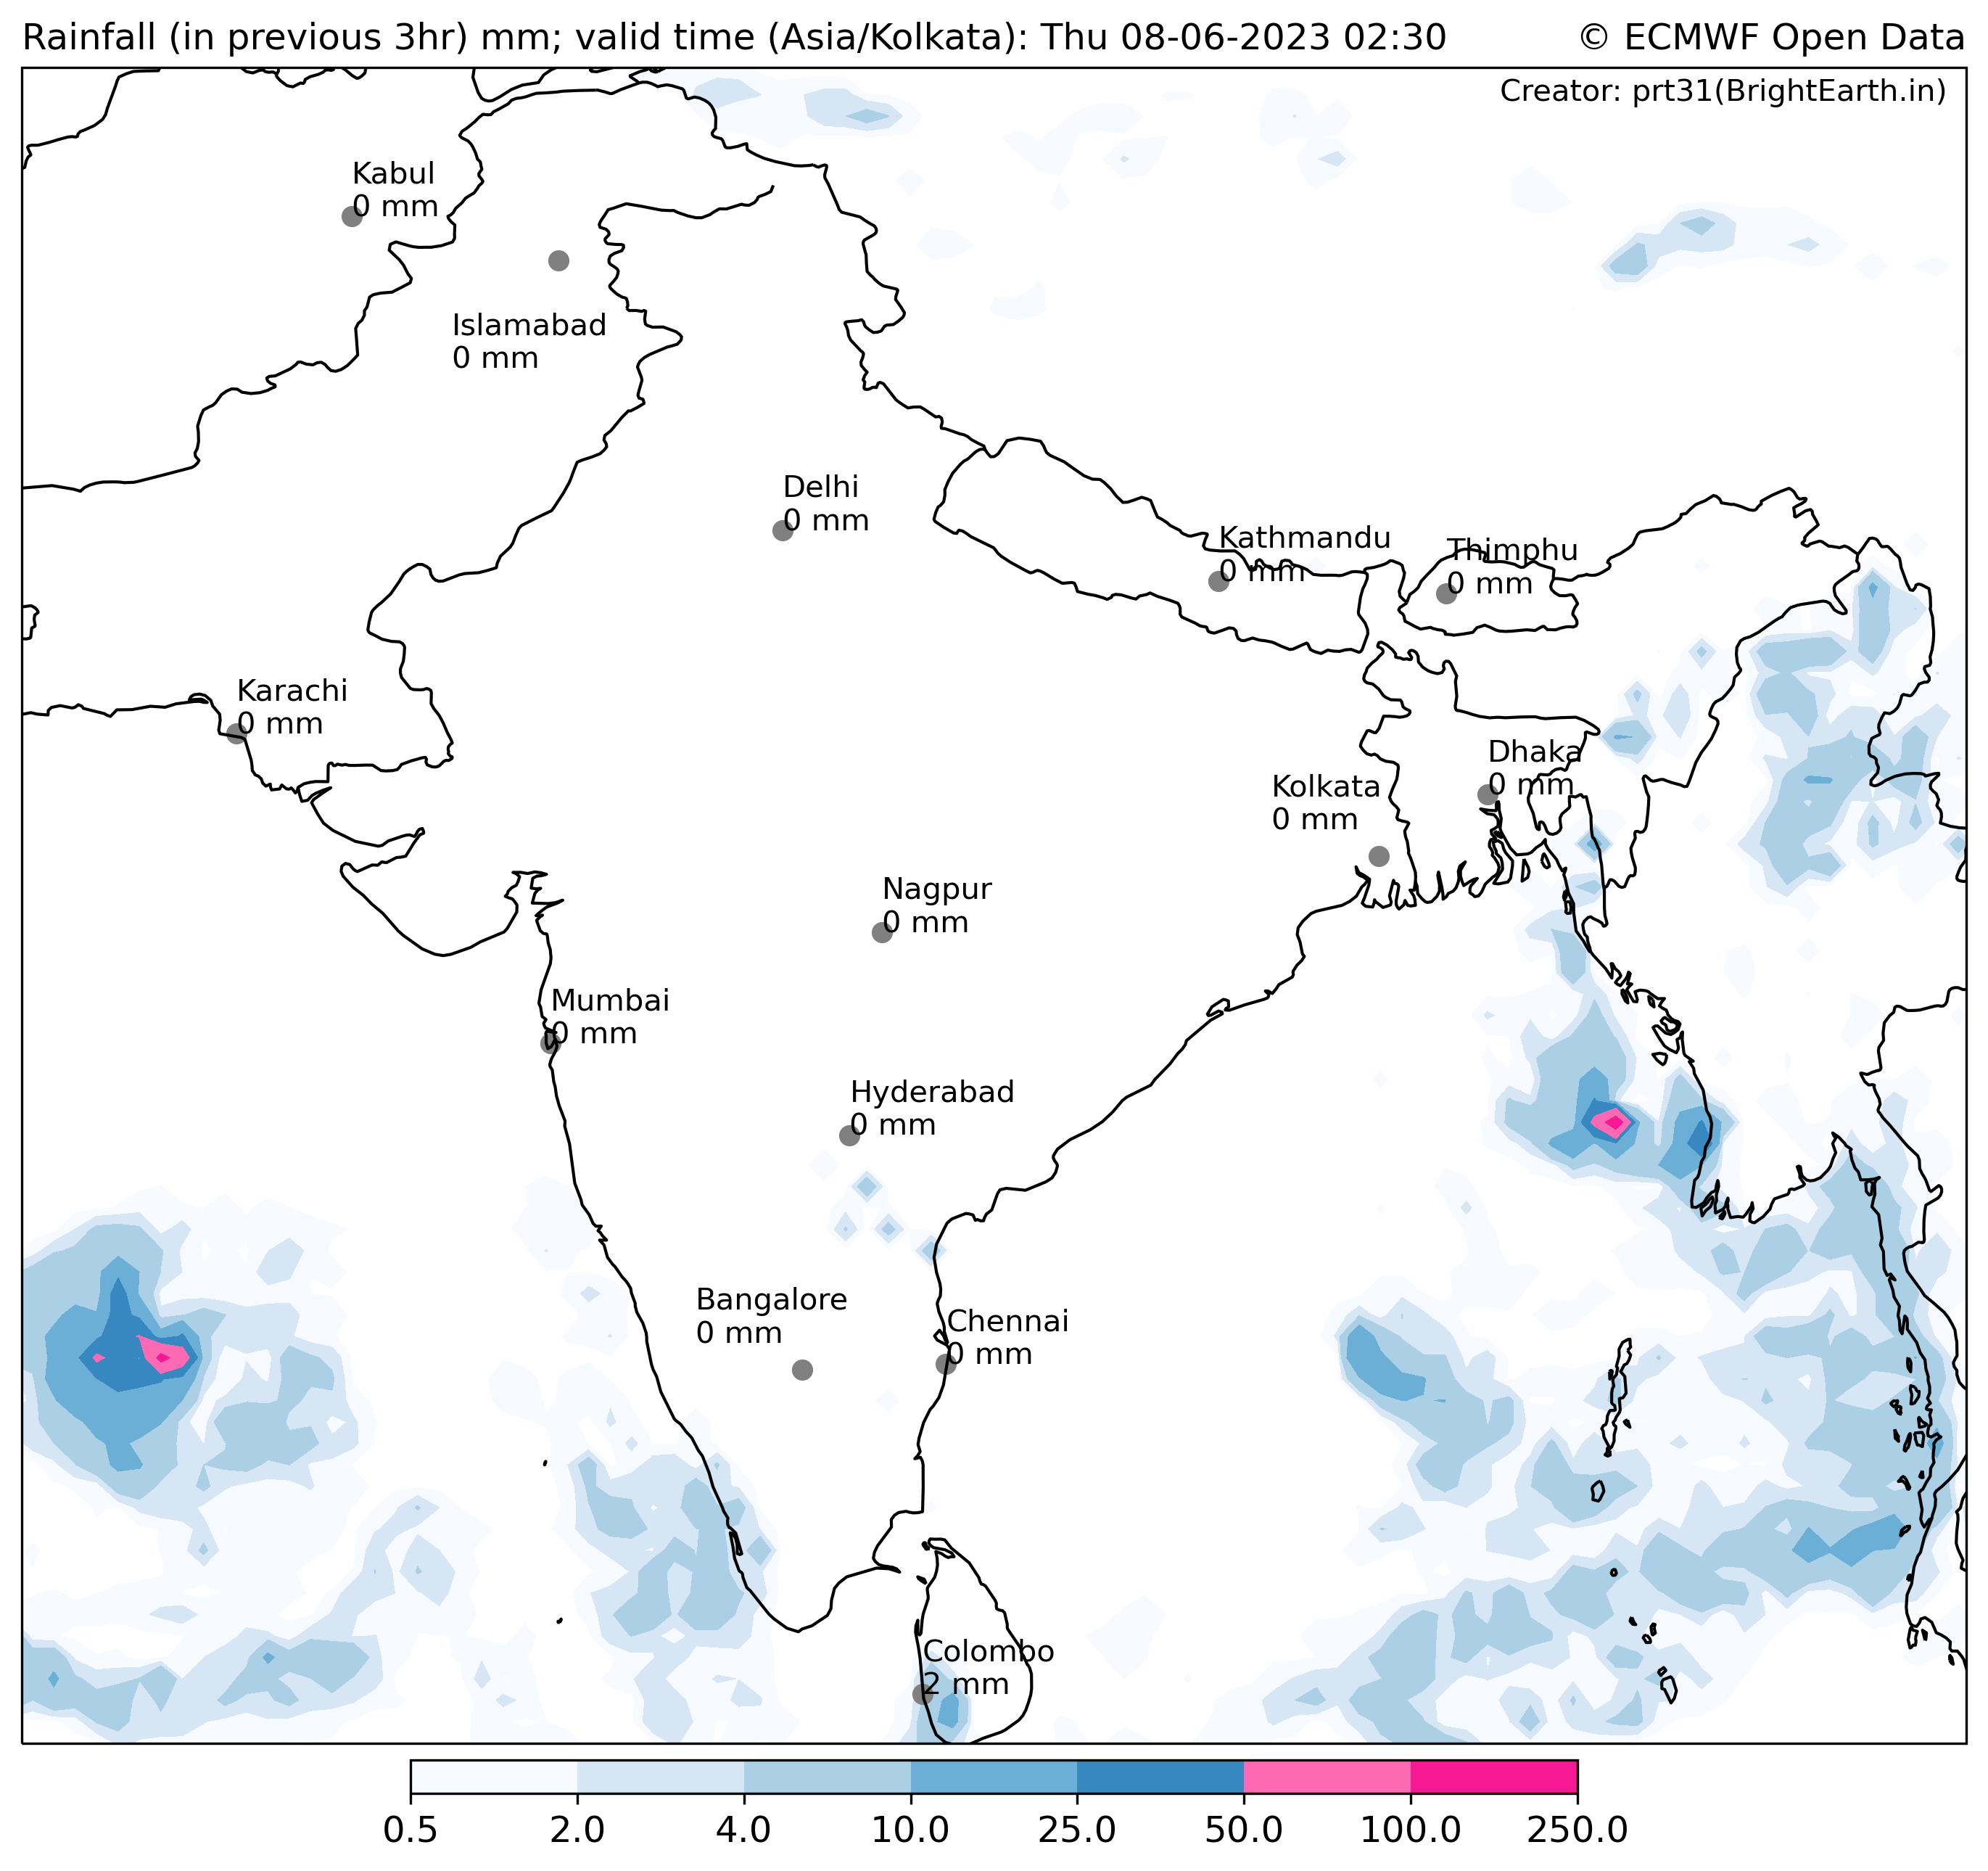 Rainfall (in previous 3hr) mm; valid time (Asia/Kolkata): Thu 08-06-2023 02:30
© ECMWF Open Data
Creator: prt31(BrightEarth.in)
Kabul
0 mm
Islamabad
0 mm
Delhi
0 mm
Kathmandu
0 mm
Thimphu
0 mm
Karachi
0 mm
Dhaka
0 mm
Kolkata
0 mm
Nagpur
0 mm
Mumbai
0 mm
Hyderabad
0 mm
Bangalore
0 mm
Chennai
0 mm
Colombo
2 mm
0.5 2.0 4.0 10.0 25.0 50.0 100.0 250.0